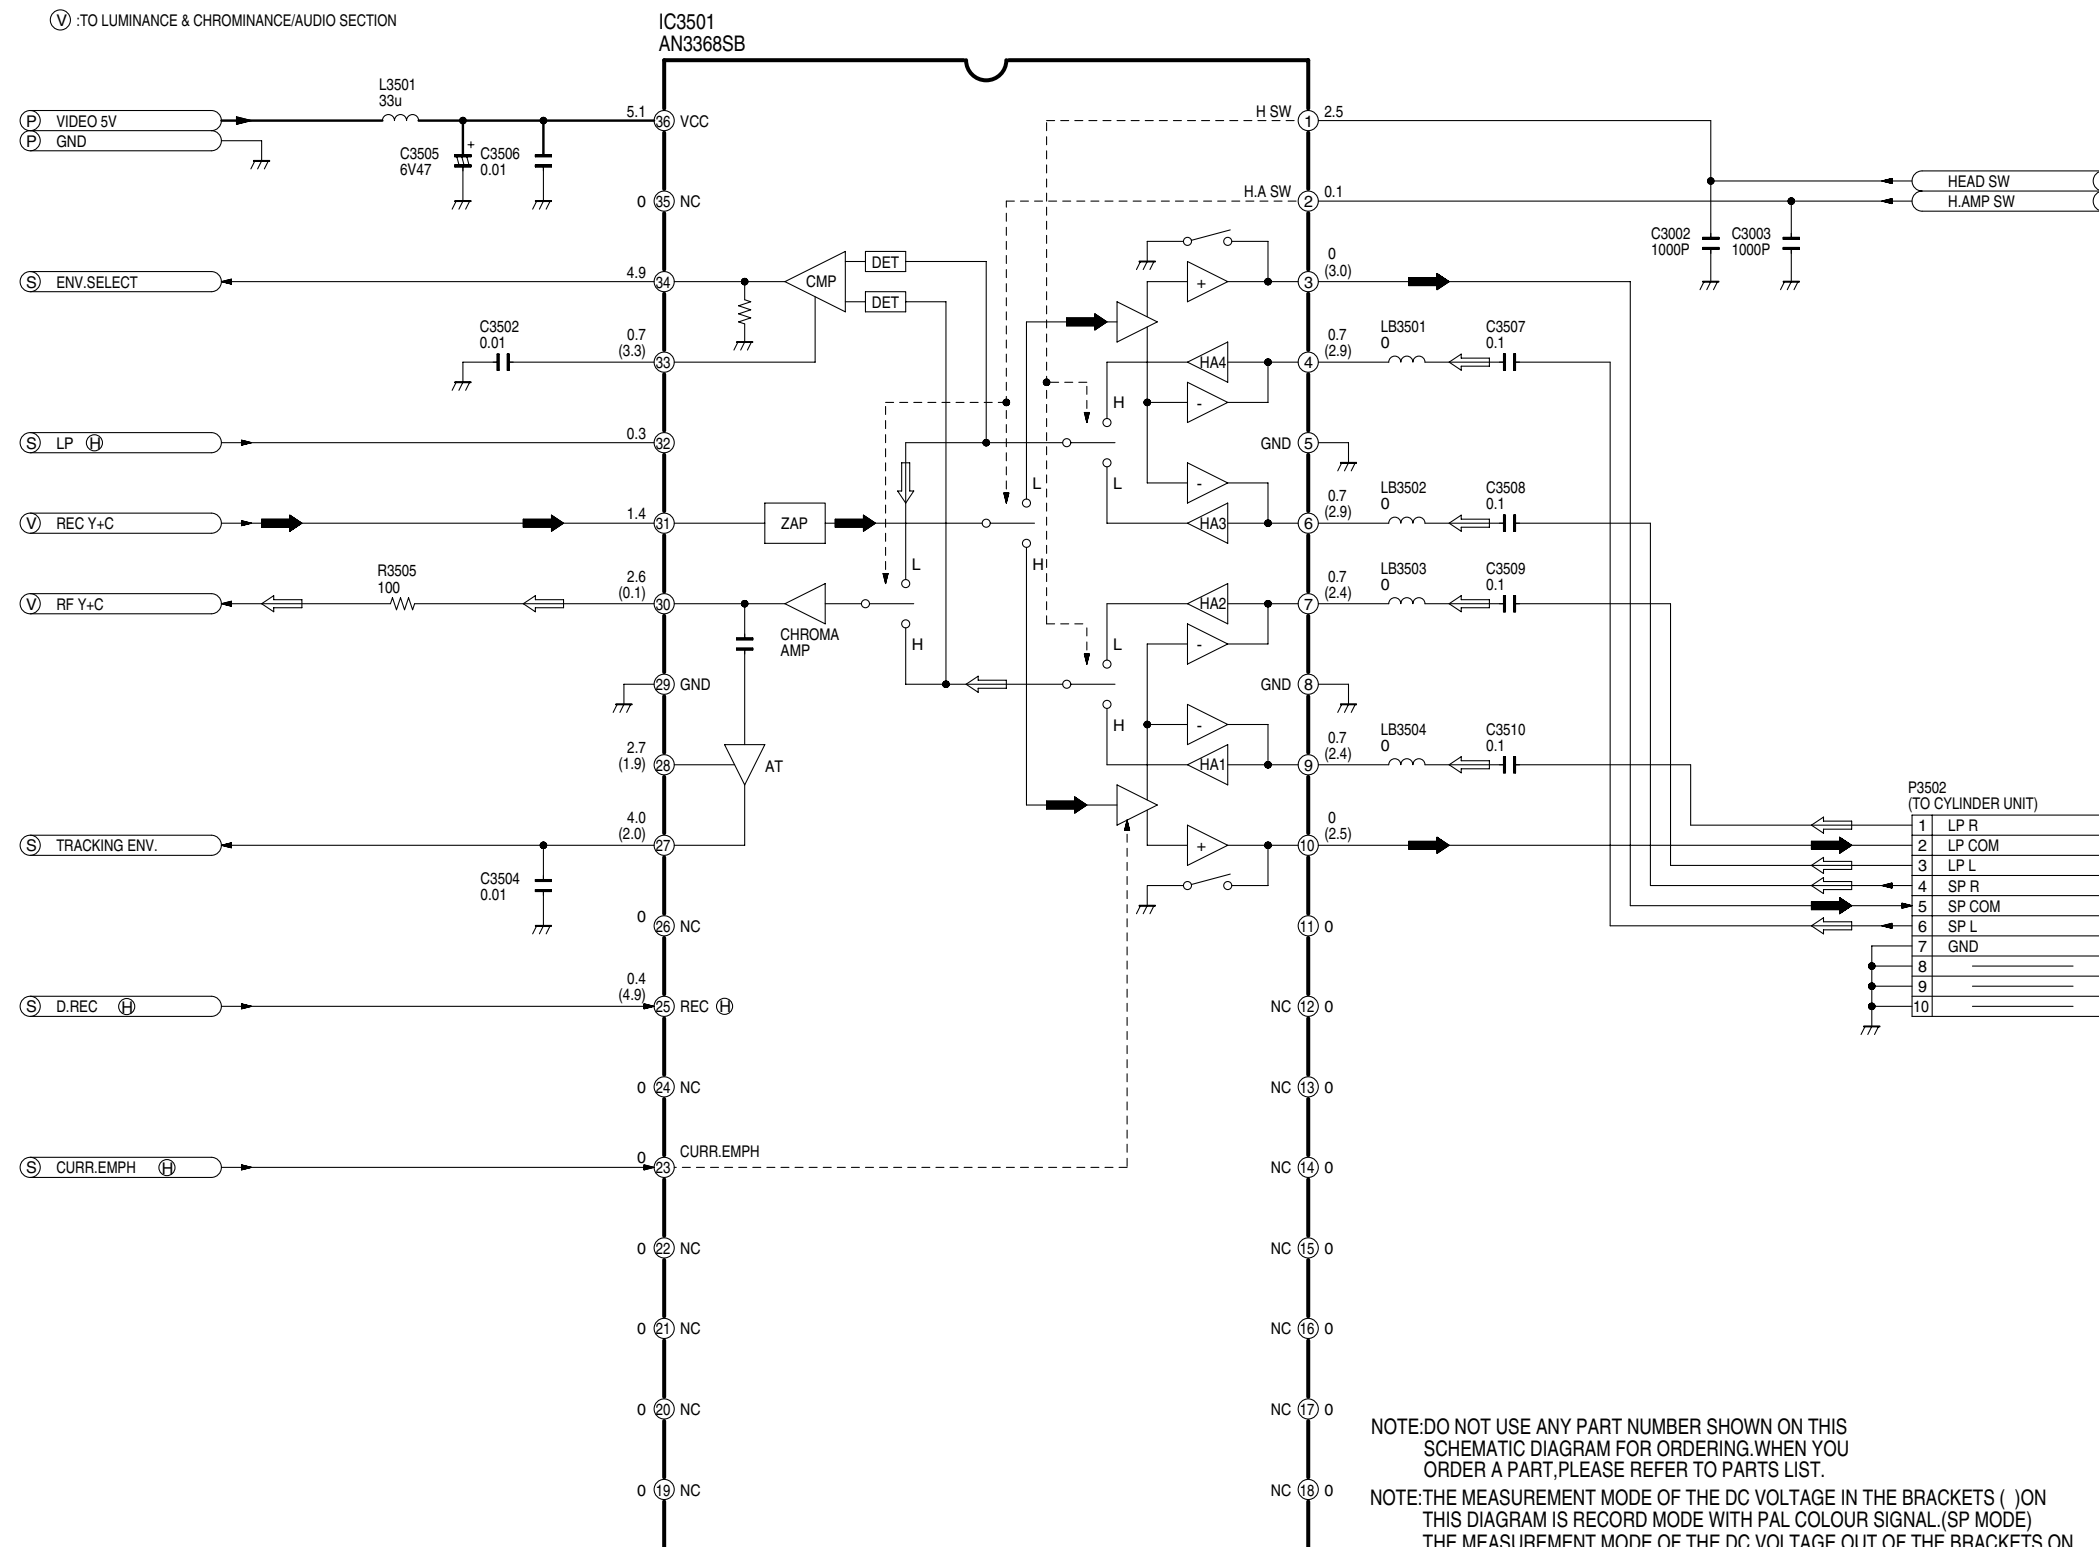 Ⓥ :TO LUMINANCE & CHROMINANCE/AUDIO SECTION
IC3501
AN3368SB
L3501
33u
P VIDEO 5V
P GND
C3505
6V47
+
C3506
0.01
5.1 36 VCC
0 35 NC
S ENV.SELECT
4.9 34
C3502
0.01
0.7
(3.3) 33
S LP Ⓗ
0.3 32
V REC Y+C
1.4 31
V RF Y+C
R3505
100
2.6
(0.1) 30
29 GND
2.7
(1.9) 28
S TRACKING ENV.
C3504
0.01
4.0
(2.0) 27
0 26 NC
S D.REC Ⓗ
0.4
(4.9) 25 REC Ⓗ
0 24 NC
S CURR.EMPH Ⓗ
0 23 CURR.EMPH
0 22 NC
0 21 NC
0 20 NC
0 19 NC
CMP
DET
DET
ZAP
CHROMA
AMP
AT
L
H
L
H
H
L
L
H
+
HA4
-
-
HA3
HA2
-
-
HA1
+
H SW 1 2.5
H.A SW 2 0.1
0
(3.0)
3
0.7
(2.9)
4
GND 5
0.7
(2.9)
6
0.7
(2.4)
7
GND 8
0.7
(2.4)
9
0
(2.5)
10
11 0
NC 12 0
NC 13 0
NC 14 0
NC 15 0
NC 16 0
NC 17 0
NC 18 0
HEAD SW
H.AMP SW
C3002
1000P
C3003
1000P
LB3501
0
C3507
0.1
LB3502
0
C3508
0.1
LB3503
0
C3509
0.1
LB3504
0
C3510
0.1
P3502
(TO CYLINDER UNIT)
1 LP R
2 LP COM
3 LP L
4 SP R
5 SP COM
6 SP L
7 GND
8
9
10
NOTE:DO NOT USE ANY PART NUMBER SHOWN ON THIS
SCHEMATIC DIAGRAM FOR ORDERING.WHEN YOU
ORDER A PART,PLEASE REFER TO PARTS LIST.
NOTE:THE MEASUREMENT MODE OF THE DC VOLTAGE IN THE BRACKETS ( )ON
THIS DIAGRAM IS RECORD MODE WITH PAL COLOUR SIGNAL.(SP MODE)
THE MEASUREMENT MODE OF THE DC VOLTAGE OUT OF THE BRACKETS ON